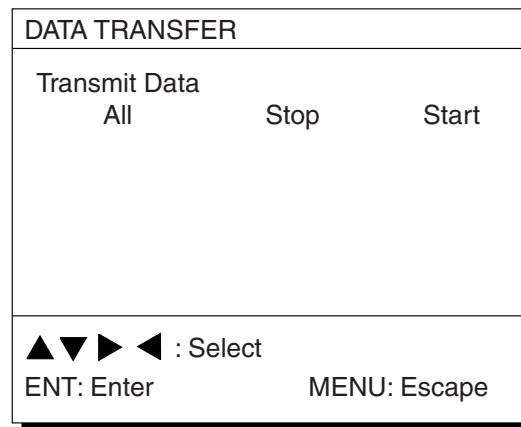 DATA TRANSFER
Transmit Data
All Stop Start
▲▼ ▶ ◀ : Select
ENT: Enter MENU: Escape